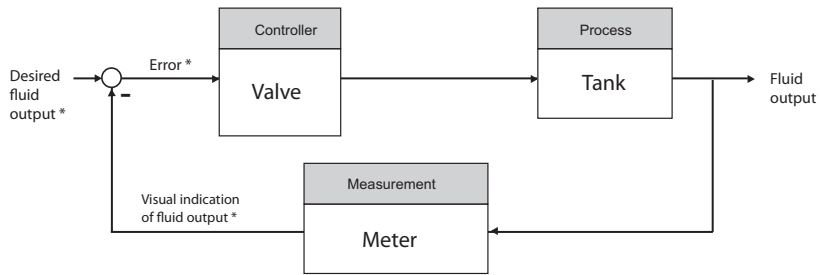 Controller
Process
Desired
fluid
output *
Error *
Valve
Tank
Fluid
output
-
Measurement
Visual indication
of fluid output *
Meter